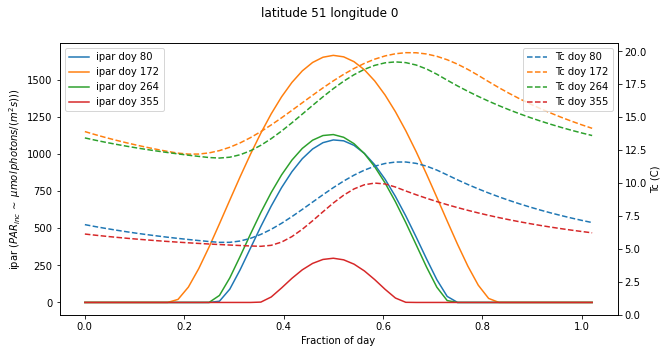 latitude 51 longitude 0
ipar doy 80
ipar doy 172
ipar doy 264
ipar doy 355
Tc doy 80
Tc doy 172
Tc doy 264
Tc doy 355
1500
1250
1000
750
500
250
0
ipar (PAR_inc ∼ μmol photons/(m² s)))
20.0
17.5
15.0
12.5
10.0
7.5
5.0
2.5
0.0
Tc (C)
0.0 0.2 0.4 0.6 0.8 1.0
Fraction of day